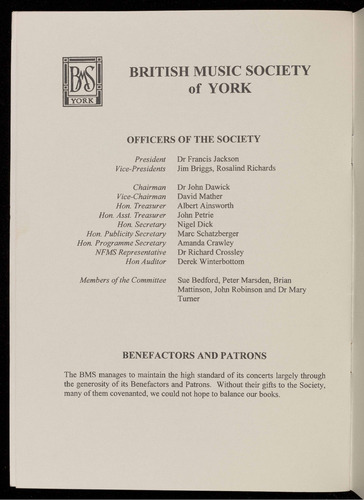 BMS
YORK
BRITISH MUSIC SOCIETY
of YORK
OFFICERS OF THE SOCIETY
President Dr Francis Jackson
Vice-Presidents Jim Briggs, Rosalind Richards
Chairman Dr John Dawick
Vice-Chairman David Mather
Hon. Treasurer Albert Ainsworth
Hon. Asst. Treasurer John Petrie
Hon. Secretary Nigel Dick
Hon. Publicity Secretary Marc Schatzberger
Hon. Programme Secretary Amanda Crawley
NFMS Representative Dr Richard Crossley
Hon Auditor Derek Winterbottom
Members of the Committee Sue Bedford, Peter Marsden, Brian
Mattinson, John Robinson and Dr Mary
Turner
BENEFACTORS AND PATRONS
The BMS manages to maintain the high standard of its concerts largely through
the generosity of its Benefactors and Patrons. Without their gifts to the Society,
many of them covenanted, we could not hope to balance our books.